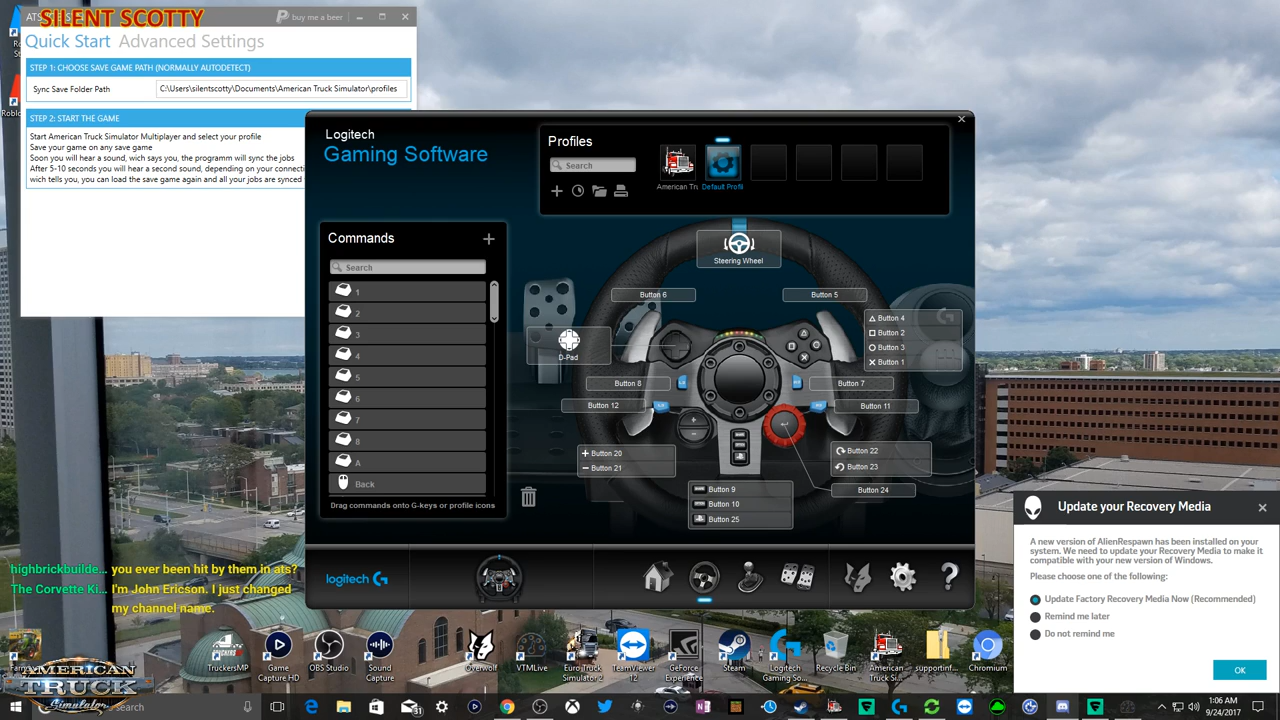 SILENT SCOTTY
buy me a beer
Quick Start Advanced Settings
STEP 1: CHOOSE SAVE GAME PATH (NORMALLY AUTODETECT)
Sync Save Folder Path
C:\Users\silentscotty\Documents\American Truck Simulator\profiles
STEP 2: START THE GAME
Start American Truck Simulator Multiplayer and select your profile
Save your game on any save game
Soon you will hear a sound, wich says you, the programm will sync the jobs
After 5-10 seconds you will hear a second sound, depending on your connecti
wich tells you, you can load the save game again and all your jobs are synced
Logitech
Gaming Software
Profiles
Search
American Tr.
Default Profil
Commands
Search
1
2
3
4
5
6
7
8
A
Back
Drag commands onto G-keys or profile icons
Steering Wheel
Button 6
Button 5
Button 4
Button 2
Button 3
Button 1
D-Pad
Button 8
Button 7
Button 12
Button 11
Button 20
Button 21
Button 22
Button 23
Button 24
Button 9
Button 10
Button 25
logitech
Update your Recovery Media
A new version of AlienRespawn has been installed on your
system. We need to update your Recovery Media to make it
compatible with your new version of Windows.
Please choose one of the following:
Update Factory Recovery Media Now (Recommended)
Remind me later
Do not remind me
OK
highbrickbuilde... you ever been hit by them in ats?
The Corvette Ki... I'm John Ericson. I just changed
my channel name.
TruckersMP
Game
Capture HD
OBS Studio
Sound
Capture
Overwolf
VTMLive
Euro Truck
Simulator 2
TeamViewer
12
GeForce
Experience
Steam
Logitech
Gaming So...
Recycle Bin
American
Truck Si...
supportinf...
Chromium
AMERICAN
TRUCK
Simulator
search
31
1:06 AM
9/24/2017